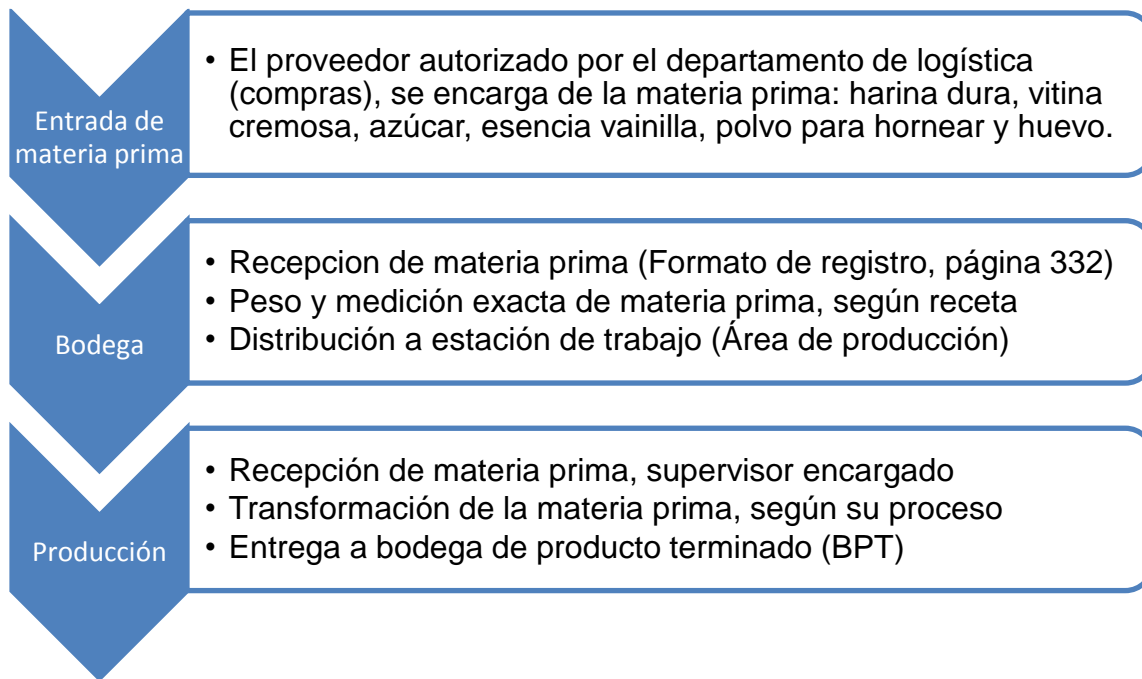 Entrada de
materia prima
• El proveedor autorizado por el departamento de logística
(compras), se encarga de la materia prima: harina dura, vitina
cremosa, azúcar, esencia vainilla, polvo para hornear y huevo.
Bodega
• Recepcion de materia prima (Formato de registro, página 332)
• Peso y medición exacta de materia prima, según receta
• Distribución a estación de trabajo (Área de producción)
Producción
• Recepción de materia prima, supervisor encargado
• Transformación de la materia prima, según su proceso
• Entrega a bodega de producto terminado (BPT)